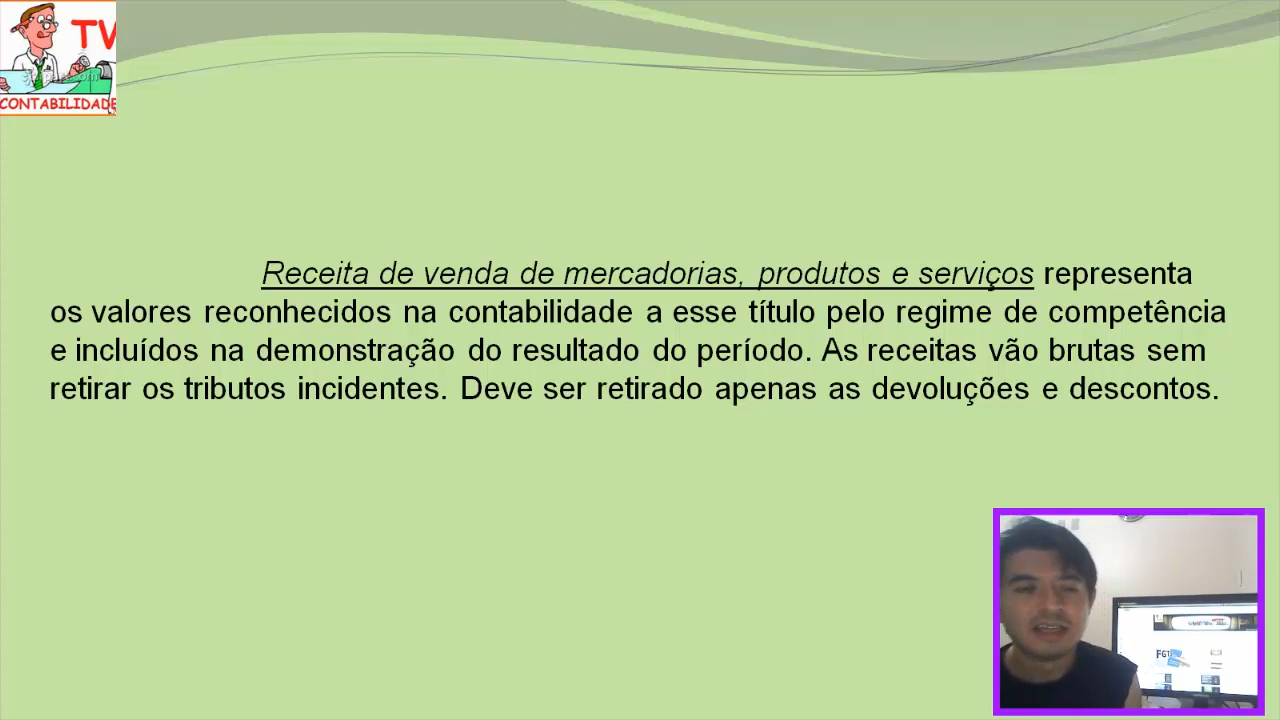 TV
CONTABILIDADE
Receita de venda de mercadorias, produtos e serviços representa
os valores reconhecidos na contabilidade a esse título pelo regime de competência
e incluídos na demonstração do resultado do período. As receitas vão brutas sem
retirar os tributos incidentes. Deve ser retirado apenas as devoluções e descontos.